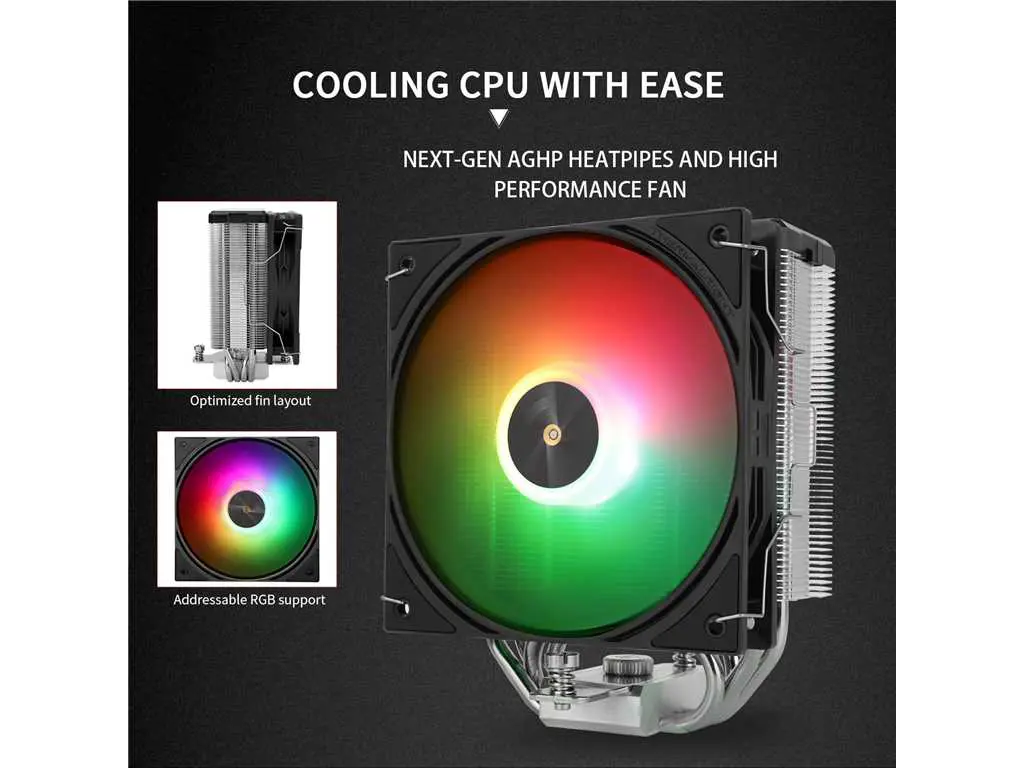 COOLING CPU WITH EASE
NEXT-GEN AGHP HEATPIPES AND HIGH
PERFORMANCE FAN
Optimized fin layout
Addressable RGB support